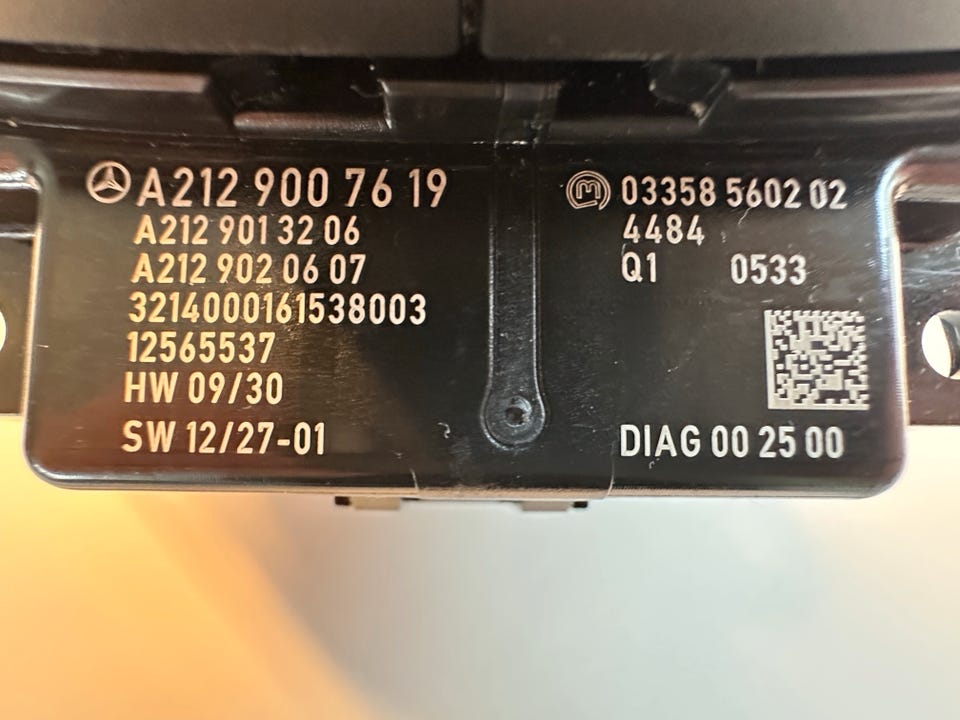 A212 900 76 19
A212 901 32 06
A212 902 06 07
3214000161538003
12565537
HW 09/30
SW 12/27-01
M 03358 5602 02
4484
Q1 0533
DIAG 00 25 00